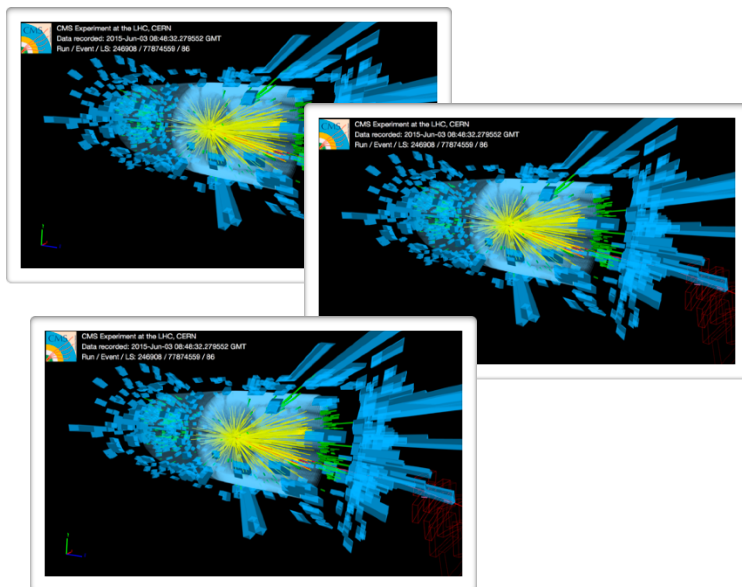 CMS
CMS Experiment at the LHC, CERN
Data recorded: 2015-Jun-03 08:48:32.279552 GMT
Run / Event / LS: 246908 / 77874559 / 86
CMS
CMS Experiment at the LHC, CERN
Data recorded: 2015-Jun-03 08:48:32.279552 GMT
Run / Event / LS: 246908 / 77874559 / 86
CMS
CMS Experiment at the LHC, CERN
Data recorded: 2015-Jun-03 08:48:32.279552 GMT
Run / Event / LS: 246908 / 77874559 / 86